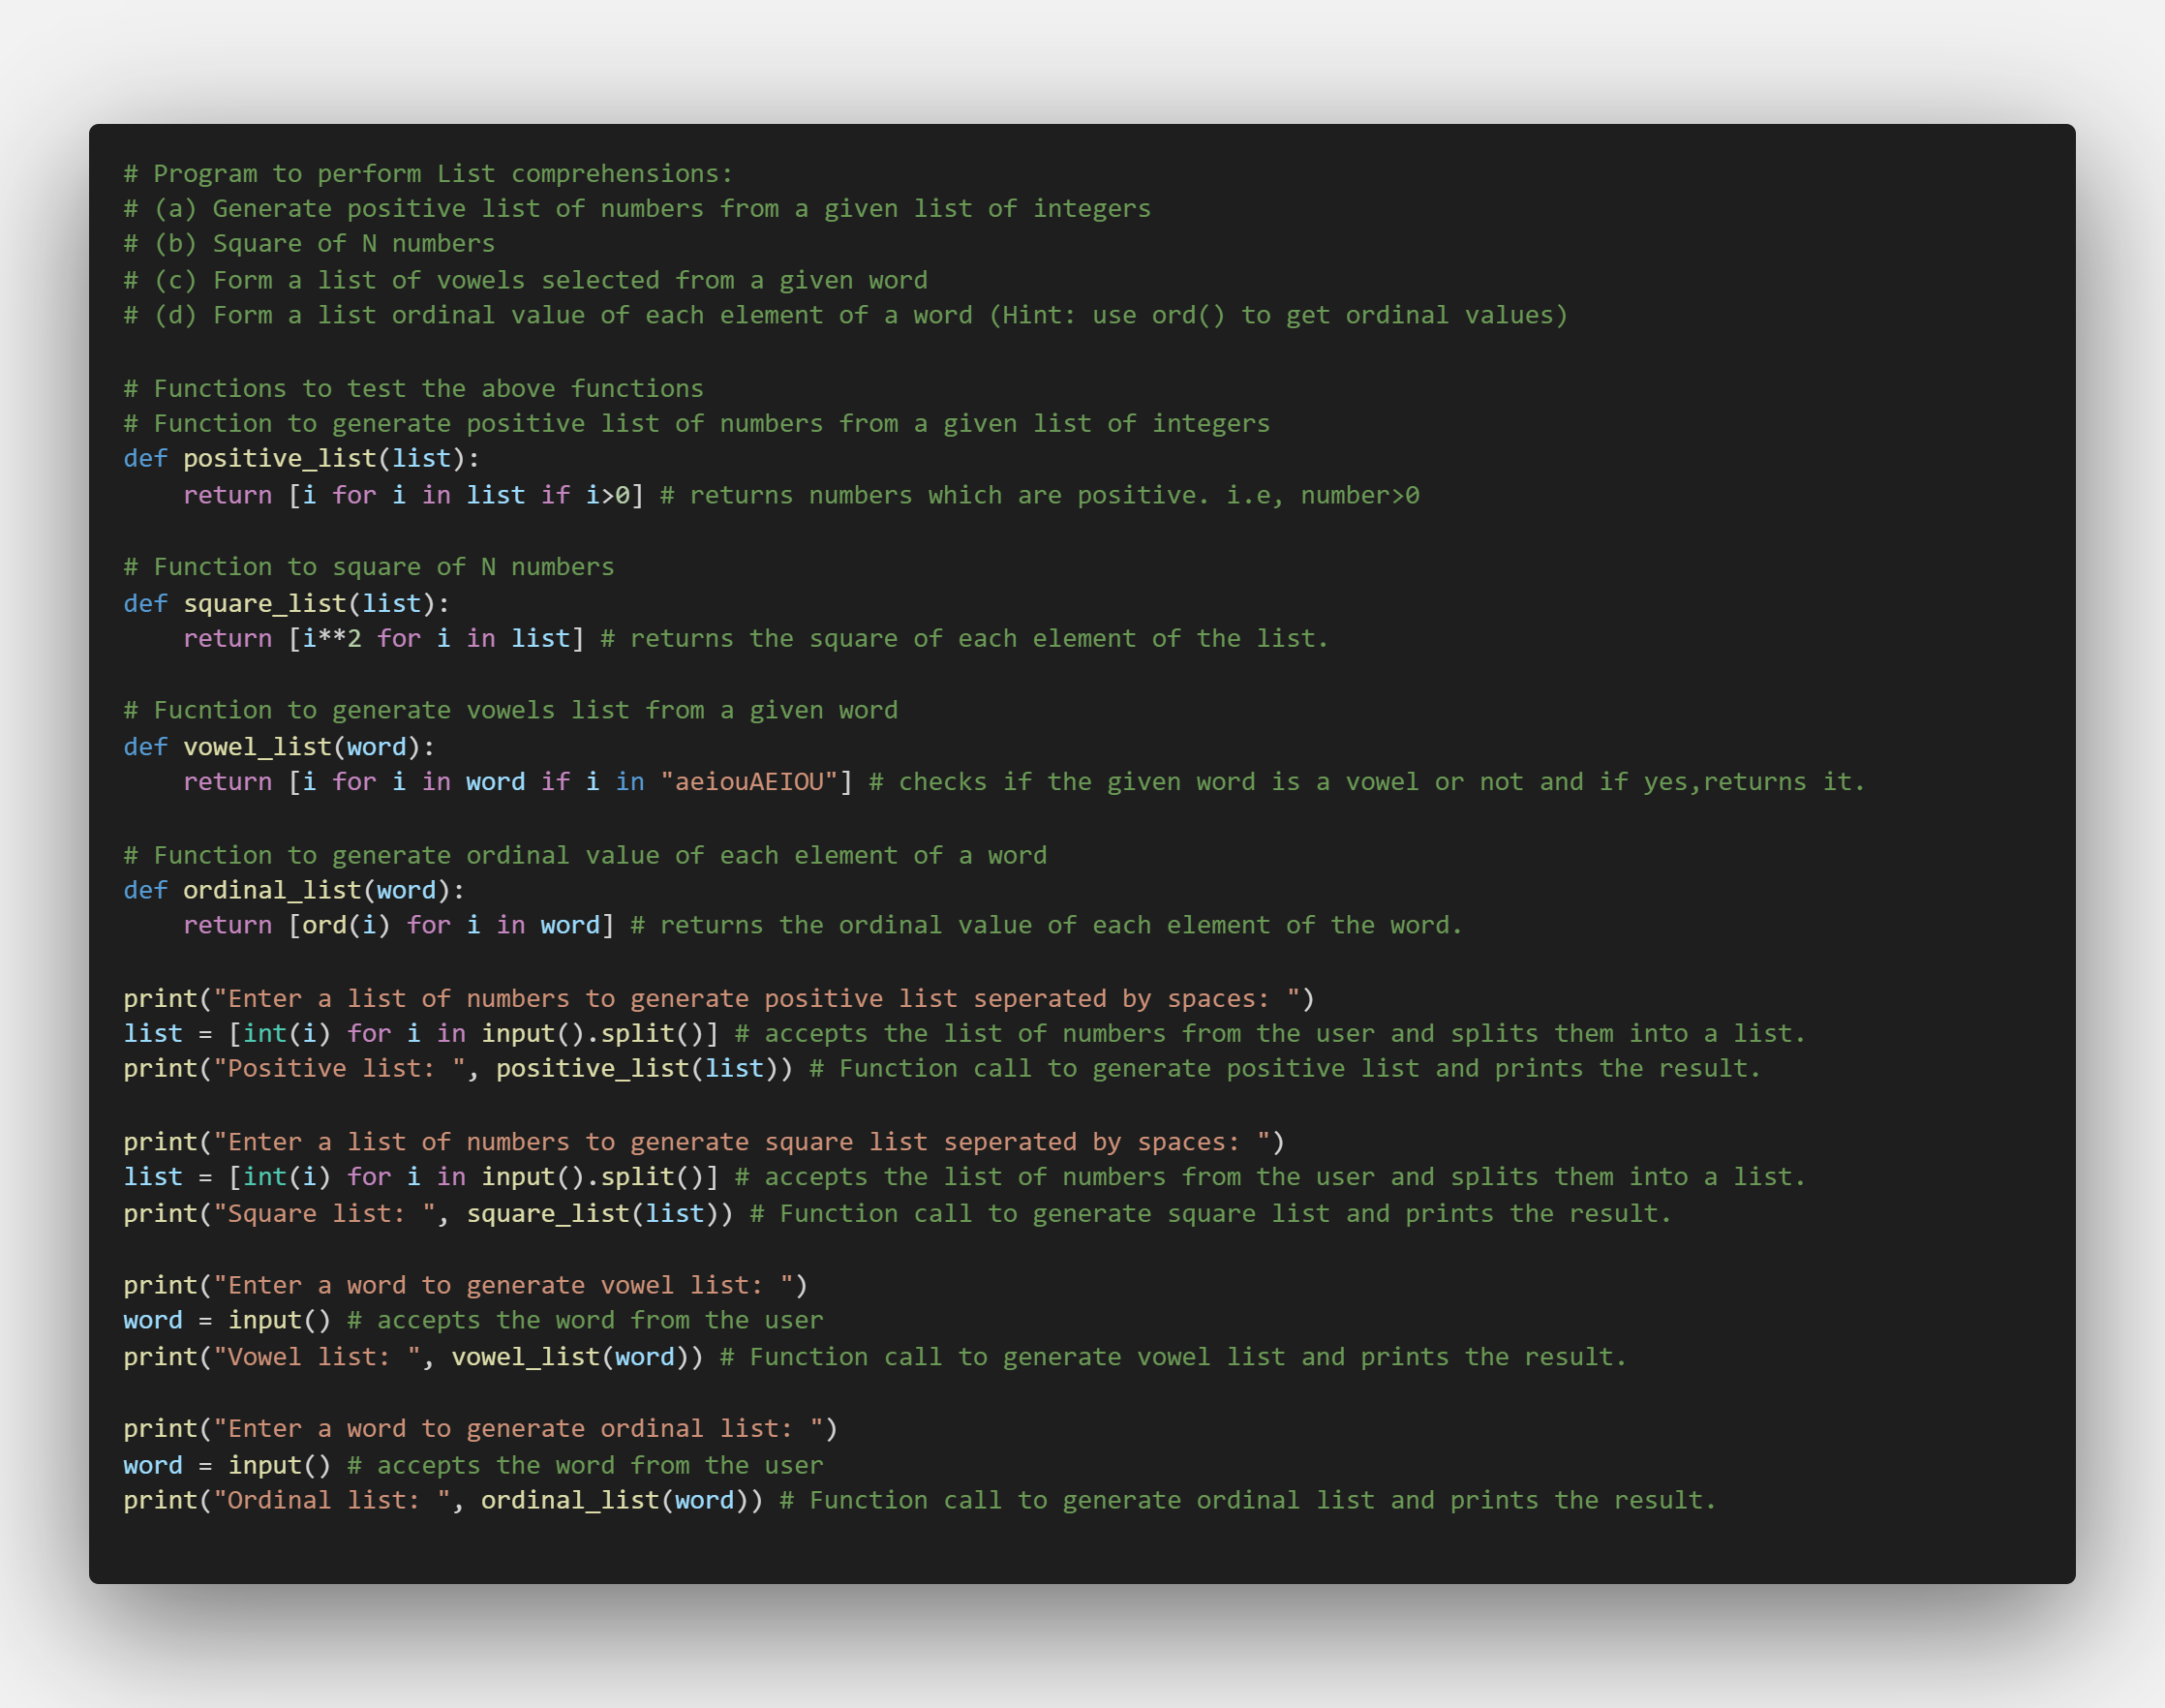 # Program to perform List comprehensions:
# (a) Generate positive list of numbers from a given list of integers
# (b) Square of N numbers
# (c) Form a list of vowels selected from a given word
# (d) Form a list ordinal value of each element of a word (Hint: use ord() to get ordinal values)

# Functions to test the above functions
# Function to generate positive list of numbers from a given list of integers
def positive_list(list):
    return [i for i in list if i>0] # returns numbers which are positive. i.e, number>0

# Function to square of N numbers
def square_list(list):
    return [i**2 for i in list] # returns the square of each element of the list.

# Fucntion to generate vowels list from a given word
def vowel_list(word):
    return [i for i in word if i in "aeiouAEIOU"] # checks if the given word is a vowel or not and if yes,returns it.

# Function to generate ordinal value of each element of a word
def ordinal_list(word):
    return [ord(i) for i in word] # returns the ordinal value of each element of the word.

print("Enter a list of numbers to generate positive list seperated by spaces: ")
list = [int(i) for i in input().split()] # accepts the list of numbers from the user and splits them into a list.
print("Positive list: ", positive_list(list)) # Function call to generate positive list and prints the result.

print("Enter a list of numbers to generate square list seperated by spaces: ")
list = [int(i) for i in input().split()] # accepts the list of numbers from the user and splits them into a list.
print("Square list: ", square_list(list)) # Function call to generate square list and prints the result.

print("Enter a word to generate vowel list: ")
word = input() # accepts the word from the user
print("Vowel list: ", vowel_list(word)) # Function call to generate vowel list and prints the result.

print("Enter a word to generate ordinal list: ")
word = input() # accepts the word from the user
print("Ordinal list: ", ordinal_list(word)) # Function call to generate ordinal list and prints the result.